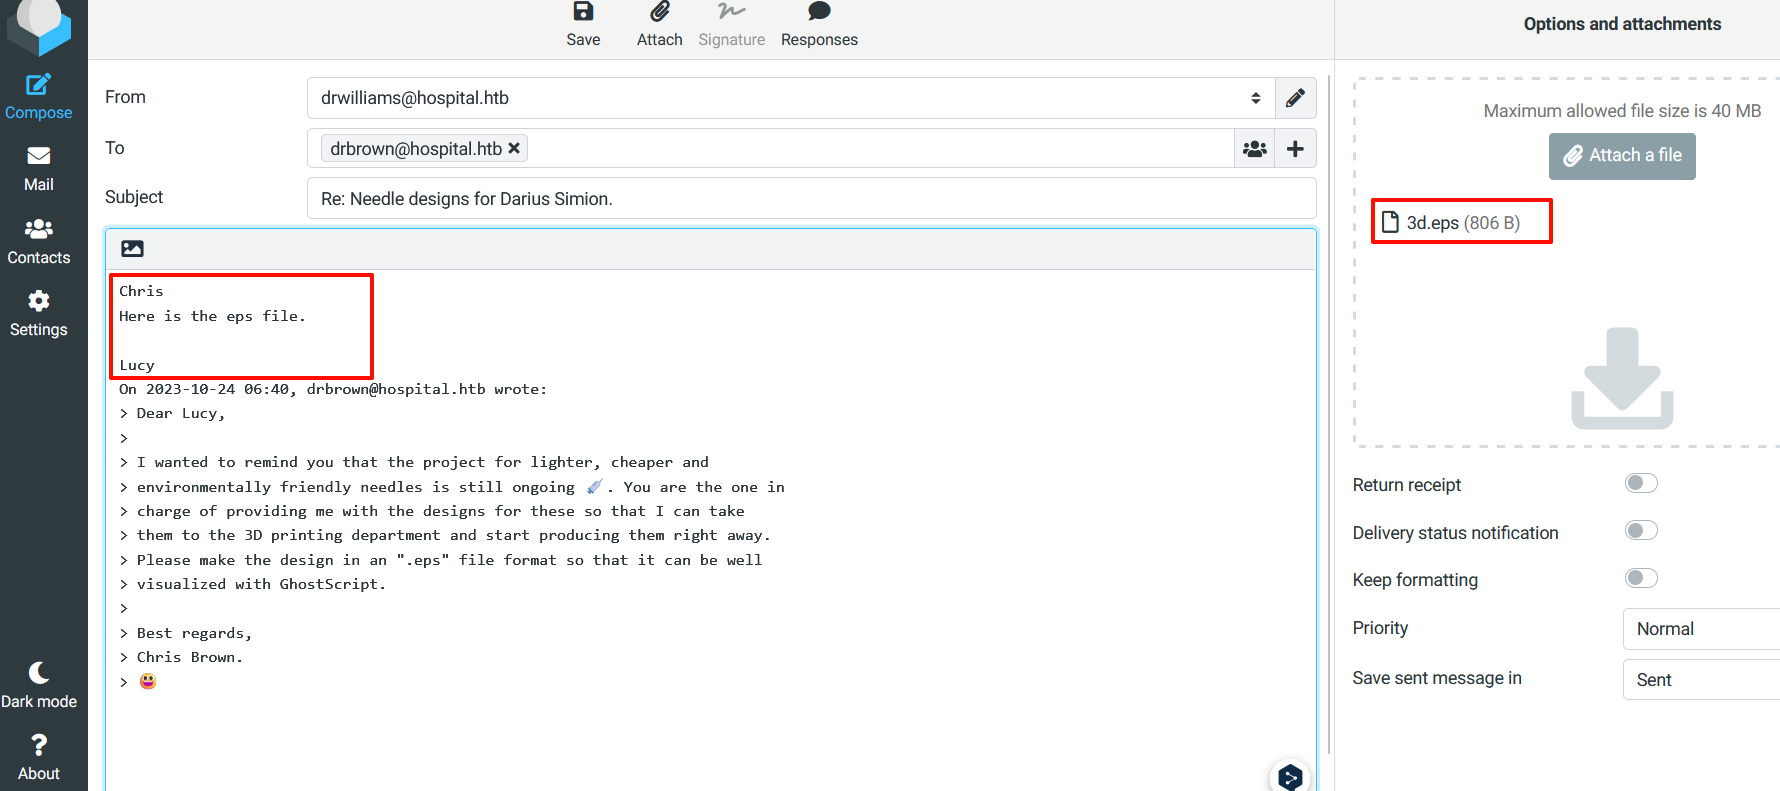 Save
Attach
Signature
Responses
Options and attachments
Compose
Mail
Contacts
Settings
Dark mode
About
From
drwilliams@hospital.htb
To
drbrown@hospital.htb
Subject
Re: Needle designs for Darius Simion.
Chris
Here is the eps file.
Lucy
On 2023-10-24 06:40, drbrown@hospital.htb wrote:
> Dear Lucy,
>
> I wanted to remind you that the project for lighter, cheaper and
> environmentally friendly needles is still ongoing 💉. You are the one in
> charge of providing me with the designs for these so that I can take
> them to the 3D printing department and start producing them right away.
> Please make the design in an ".eps" file format so that it can be well
> visualized with GhostScript.
>
> Best regards,
> Chris Brown.
> 😃
Maximum allowed file size is 40 MB
Attach a file
3d.eps (806 B)
Return receipt
Delivery status notification
Keep formatting
Priority
Normal
Save sent message in
Sent